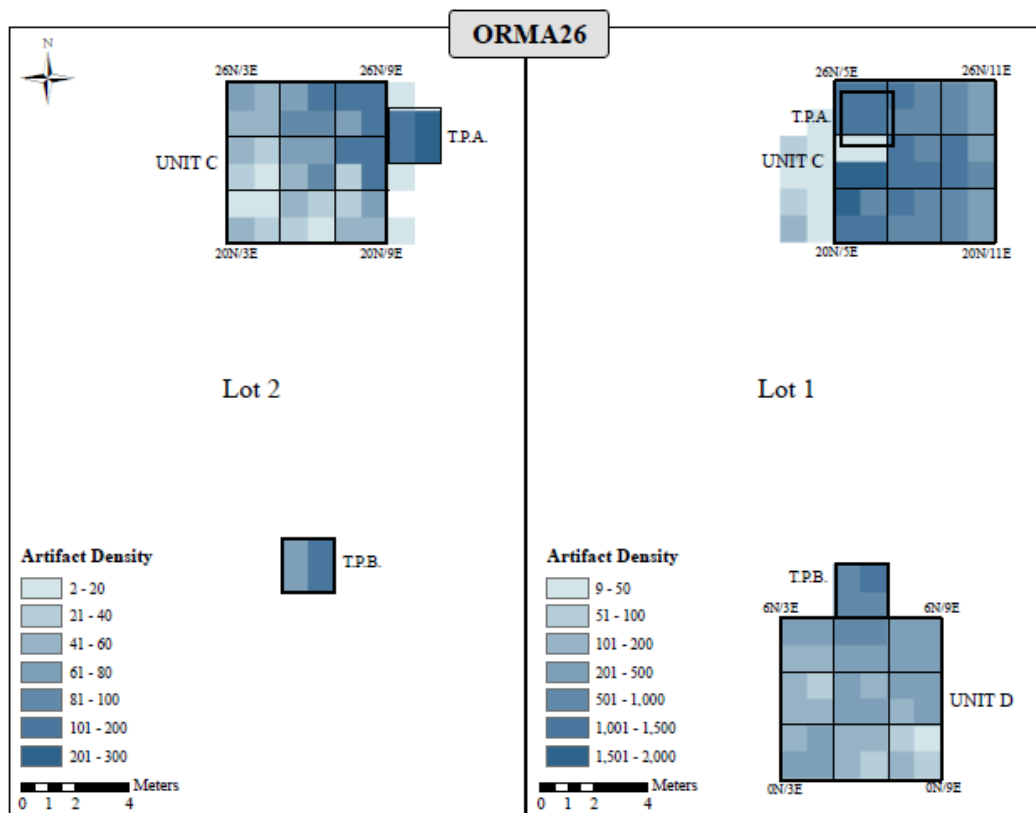 ORMA26
N
26N/3E
26N/9E
T.P.A.
UNIT C
20N/3E
20N/9E
Lot 2
T.P.B.
Artifact Density
2 - 20
21 - 40
41 - 60
61 - 80
81 - 100
101 - 200
201 - 300
Meters
0 1 2 4
26N/5E
26N/11E
T.P.A.
UNIT C
20N/5E
20N/11E
Lot 1
T.P.B.
6N/3E
6N/9E
UNIT D
0N/3E
0N/9E
Artifact Density
9 - 50
51 - 100
101 - 200
201 - 500
501 - 1,000
1,001 - 1,500
1,501 - 2,000
Meters
0 1 2 4